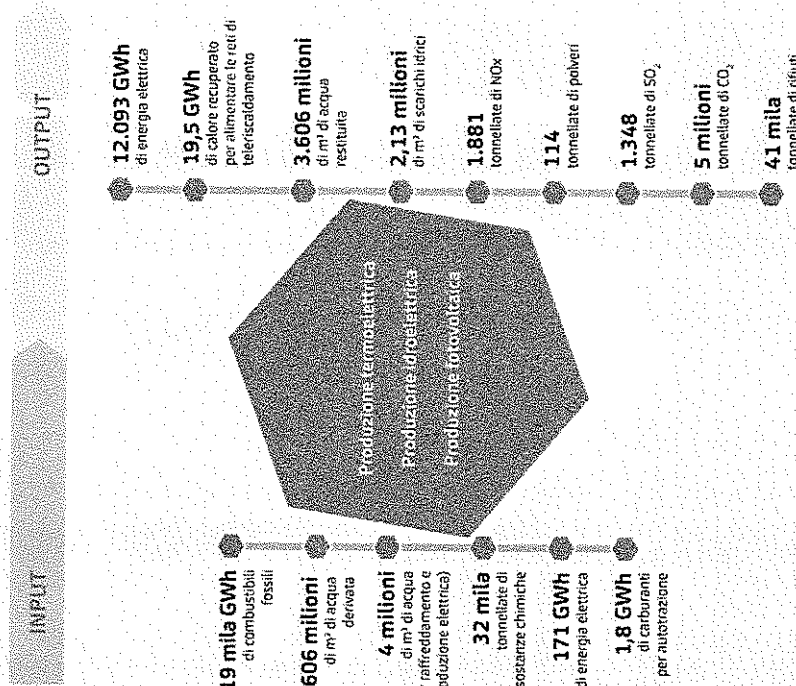 INPUT
OUTPUT
19 mila GWh
di combustibili
fossili
606 milioni
di m³ di acqua
derivata
4 milioni
di m³ di acqua
raffreddamento e
oduzione elettrica)
32 mila
tonnellate di
sostanze chimiche
171 GWh
di energia elettrica
1,8 GWh
di carburanti
per autotrazione
Produzione termoelettrica
Produzione idroelettrica
Produzione fotovoltaica
12.093 GWh
di energia elettrica
19,5 GWh
di calore recuperato
per alimentare le reti di
teleriscaldamento
3.606 milioni
di m³ di acqua
restituita
2,13 milioni
di m³ di scarichi idrici
1.881
tonnellate di NOx
114
tonnellate di polveri
1.348
tonnellate di SO₂
5 milioni
tonnellate di CO₂
41 mila
tonnellate di rifiuti